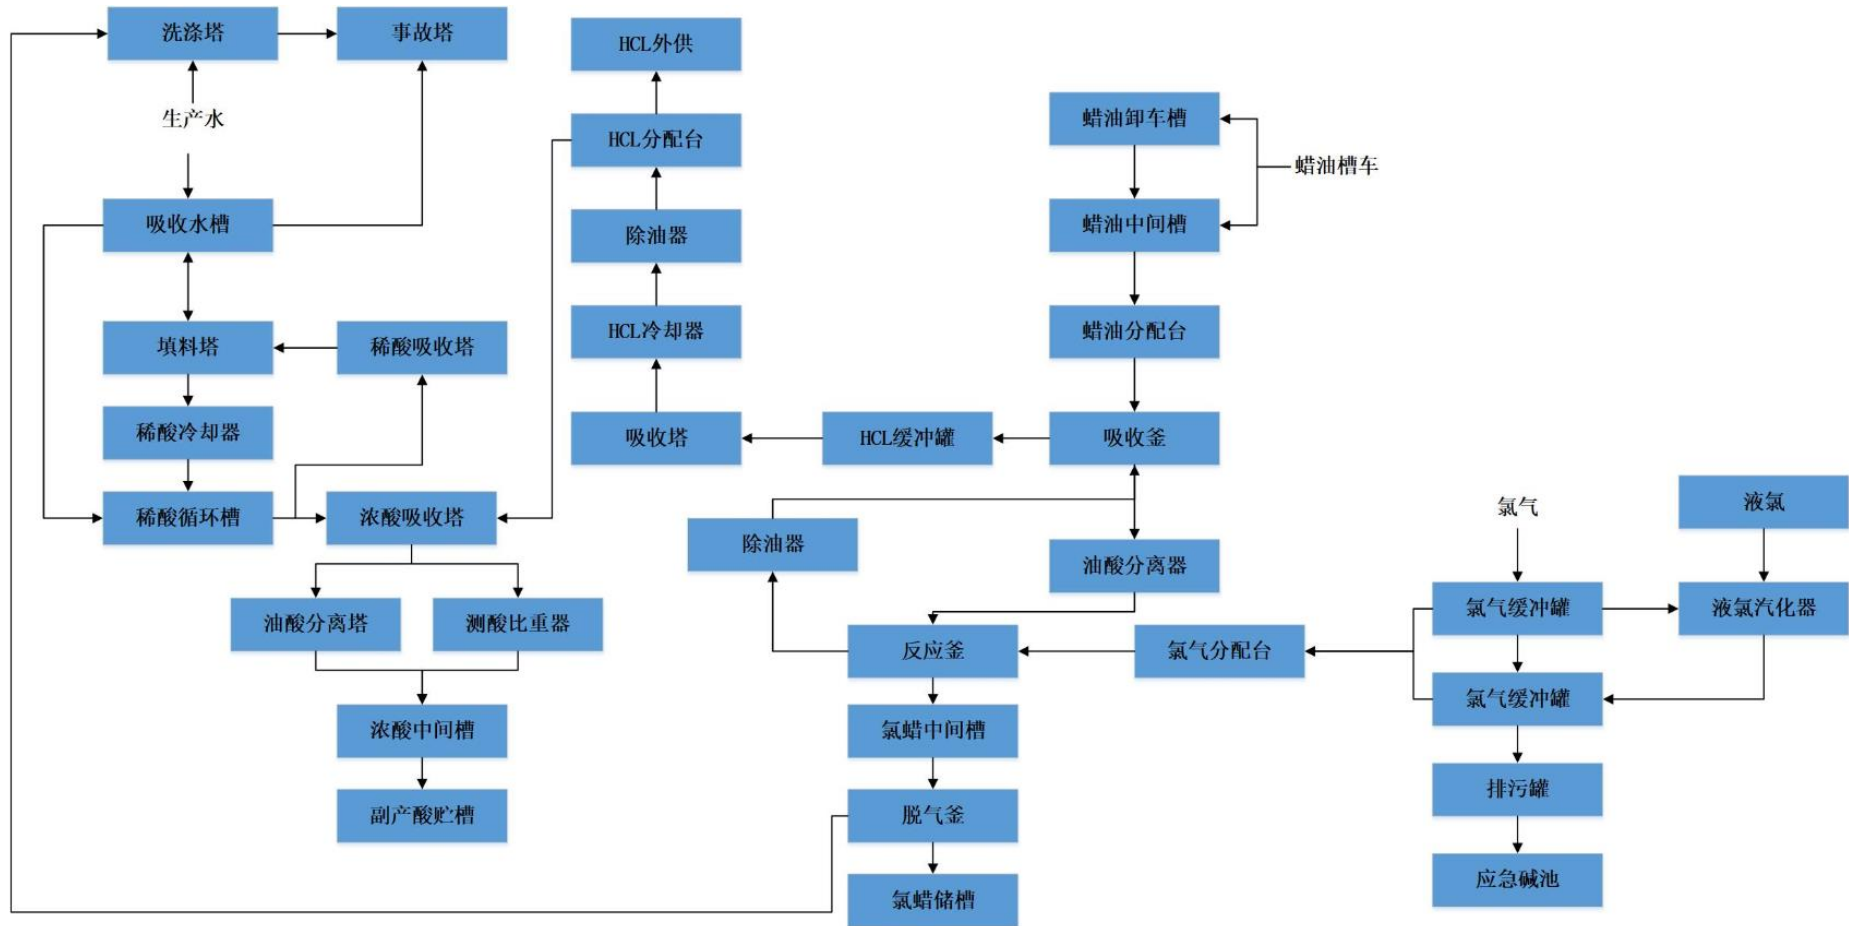 洗涤塔
事故塔
HCL外供
生产水
HCL分配台
蜡油卸车槽
蜡油槽车
吸收水槽
除油器
蜡油中间槽
填料塔
稀酸吸收塔
HCL冷却器
蜡油分配台
稀酸冷却器
吸收塔
HCL缓冲罐
吸收釜
稀酸循环槽
浓酸吸收塔
除油器
氯气
液氯
油酸分离器
油酸分离塔
测酸比重器
氯气缓冲罐
液氯汽化器
反应釜
氯气分配台
浓酸中间槽
氯蜡中间槽
氯气缓冲罐
副产酸贮槽
脱气釜
排污罐
氯蜡储槽
应急碱池